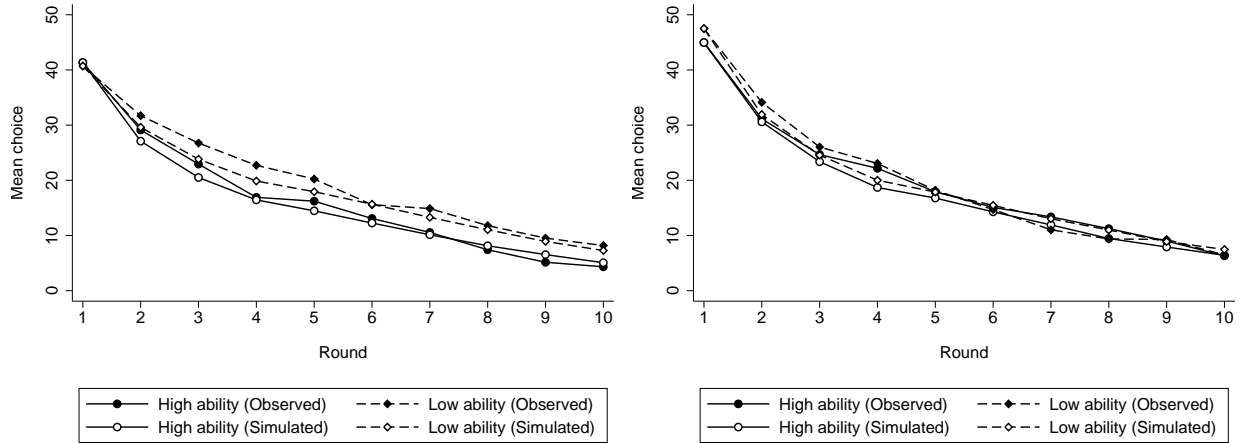 50
40
30
20
10
0
Mean choice
1 2 3 4 5 6 7 8 9 10
Round
High ability (Observed) Low ability (Observed)
High ability (Simulated) Low ability (Simulated)
50
40
30
20
10
0
Mean choice
1 2 3 4 5 6 7 8 9 10
Round
High ability (Observed) Low ability (Observed)
High ability (Simulated) Low ability (Simulated)